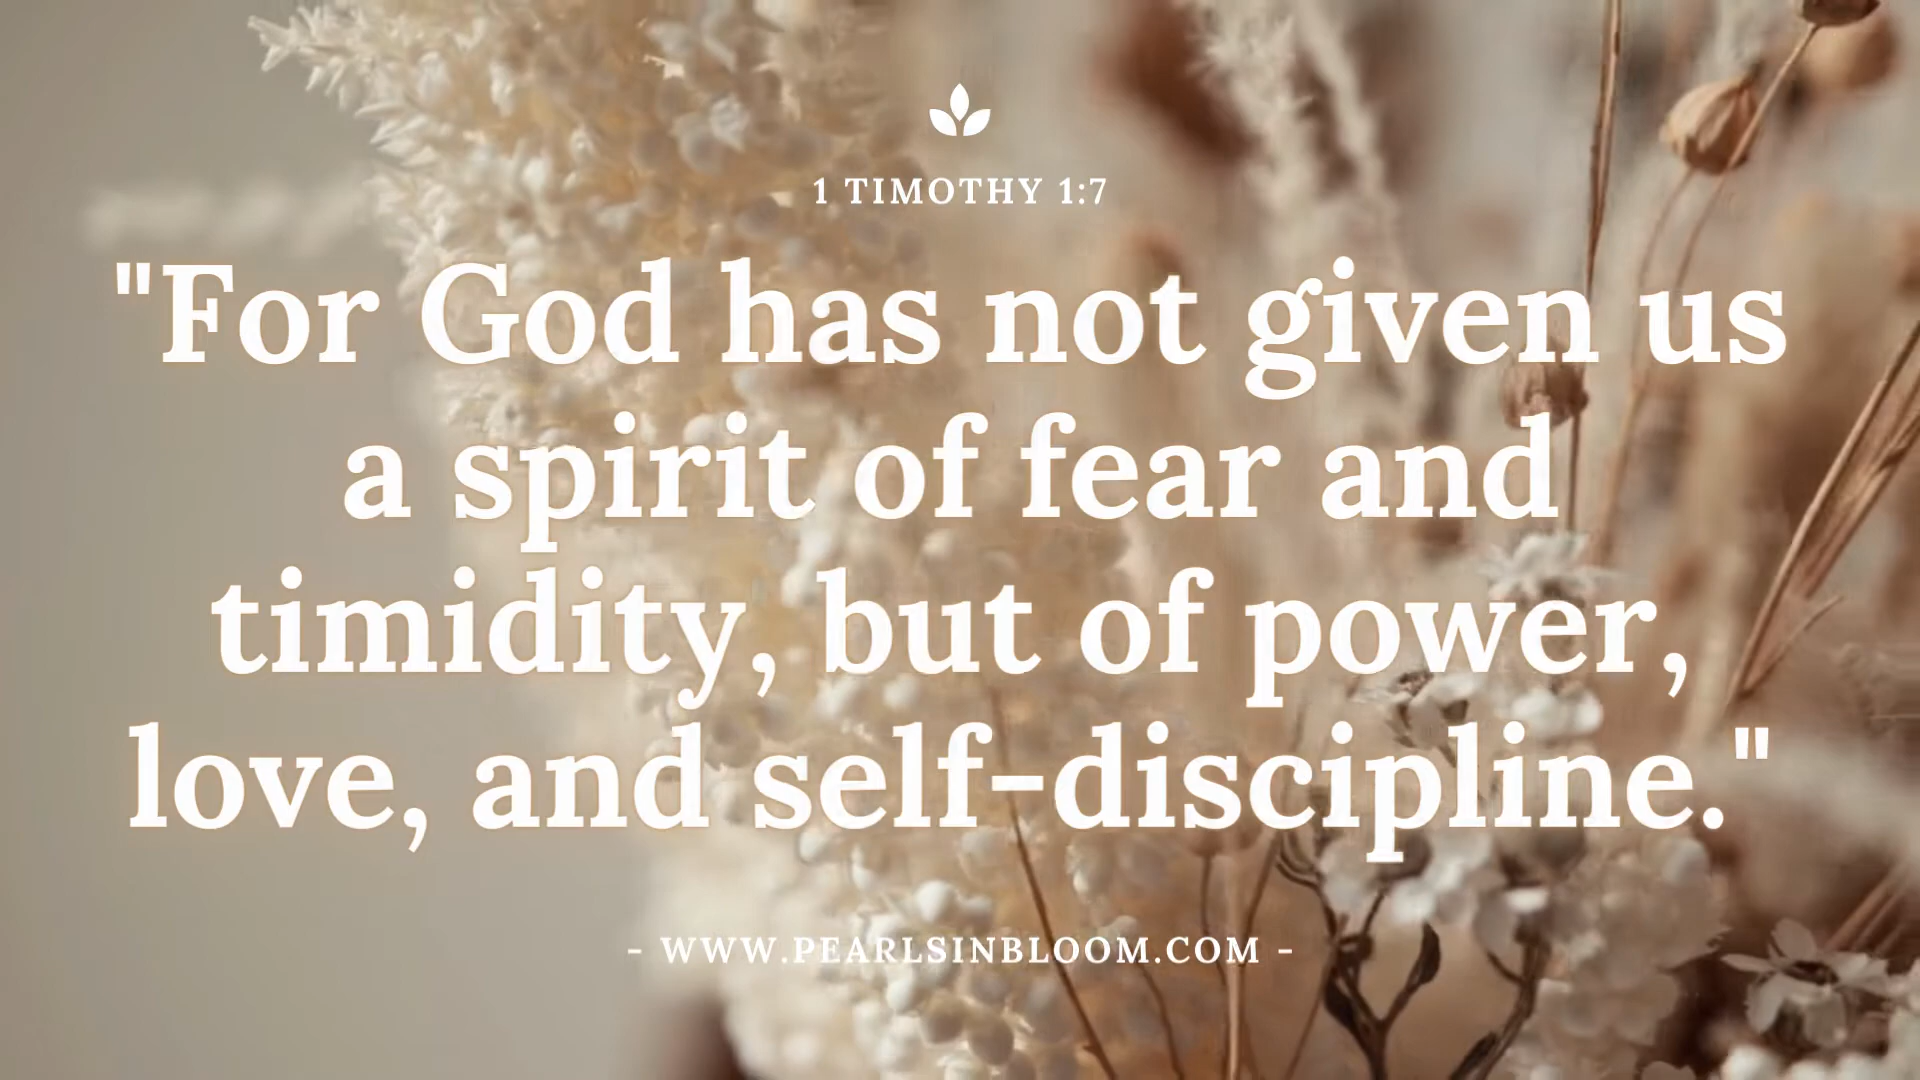 1 TIMOTHY 1:7
"For God has not given us
a spirit of fear and
timidity, but of power,
love, and self-discipline."
- WWW.PEARLSINBLOOM.COM -